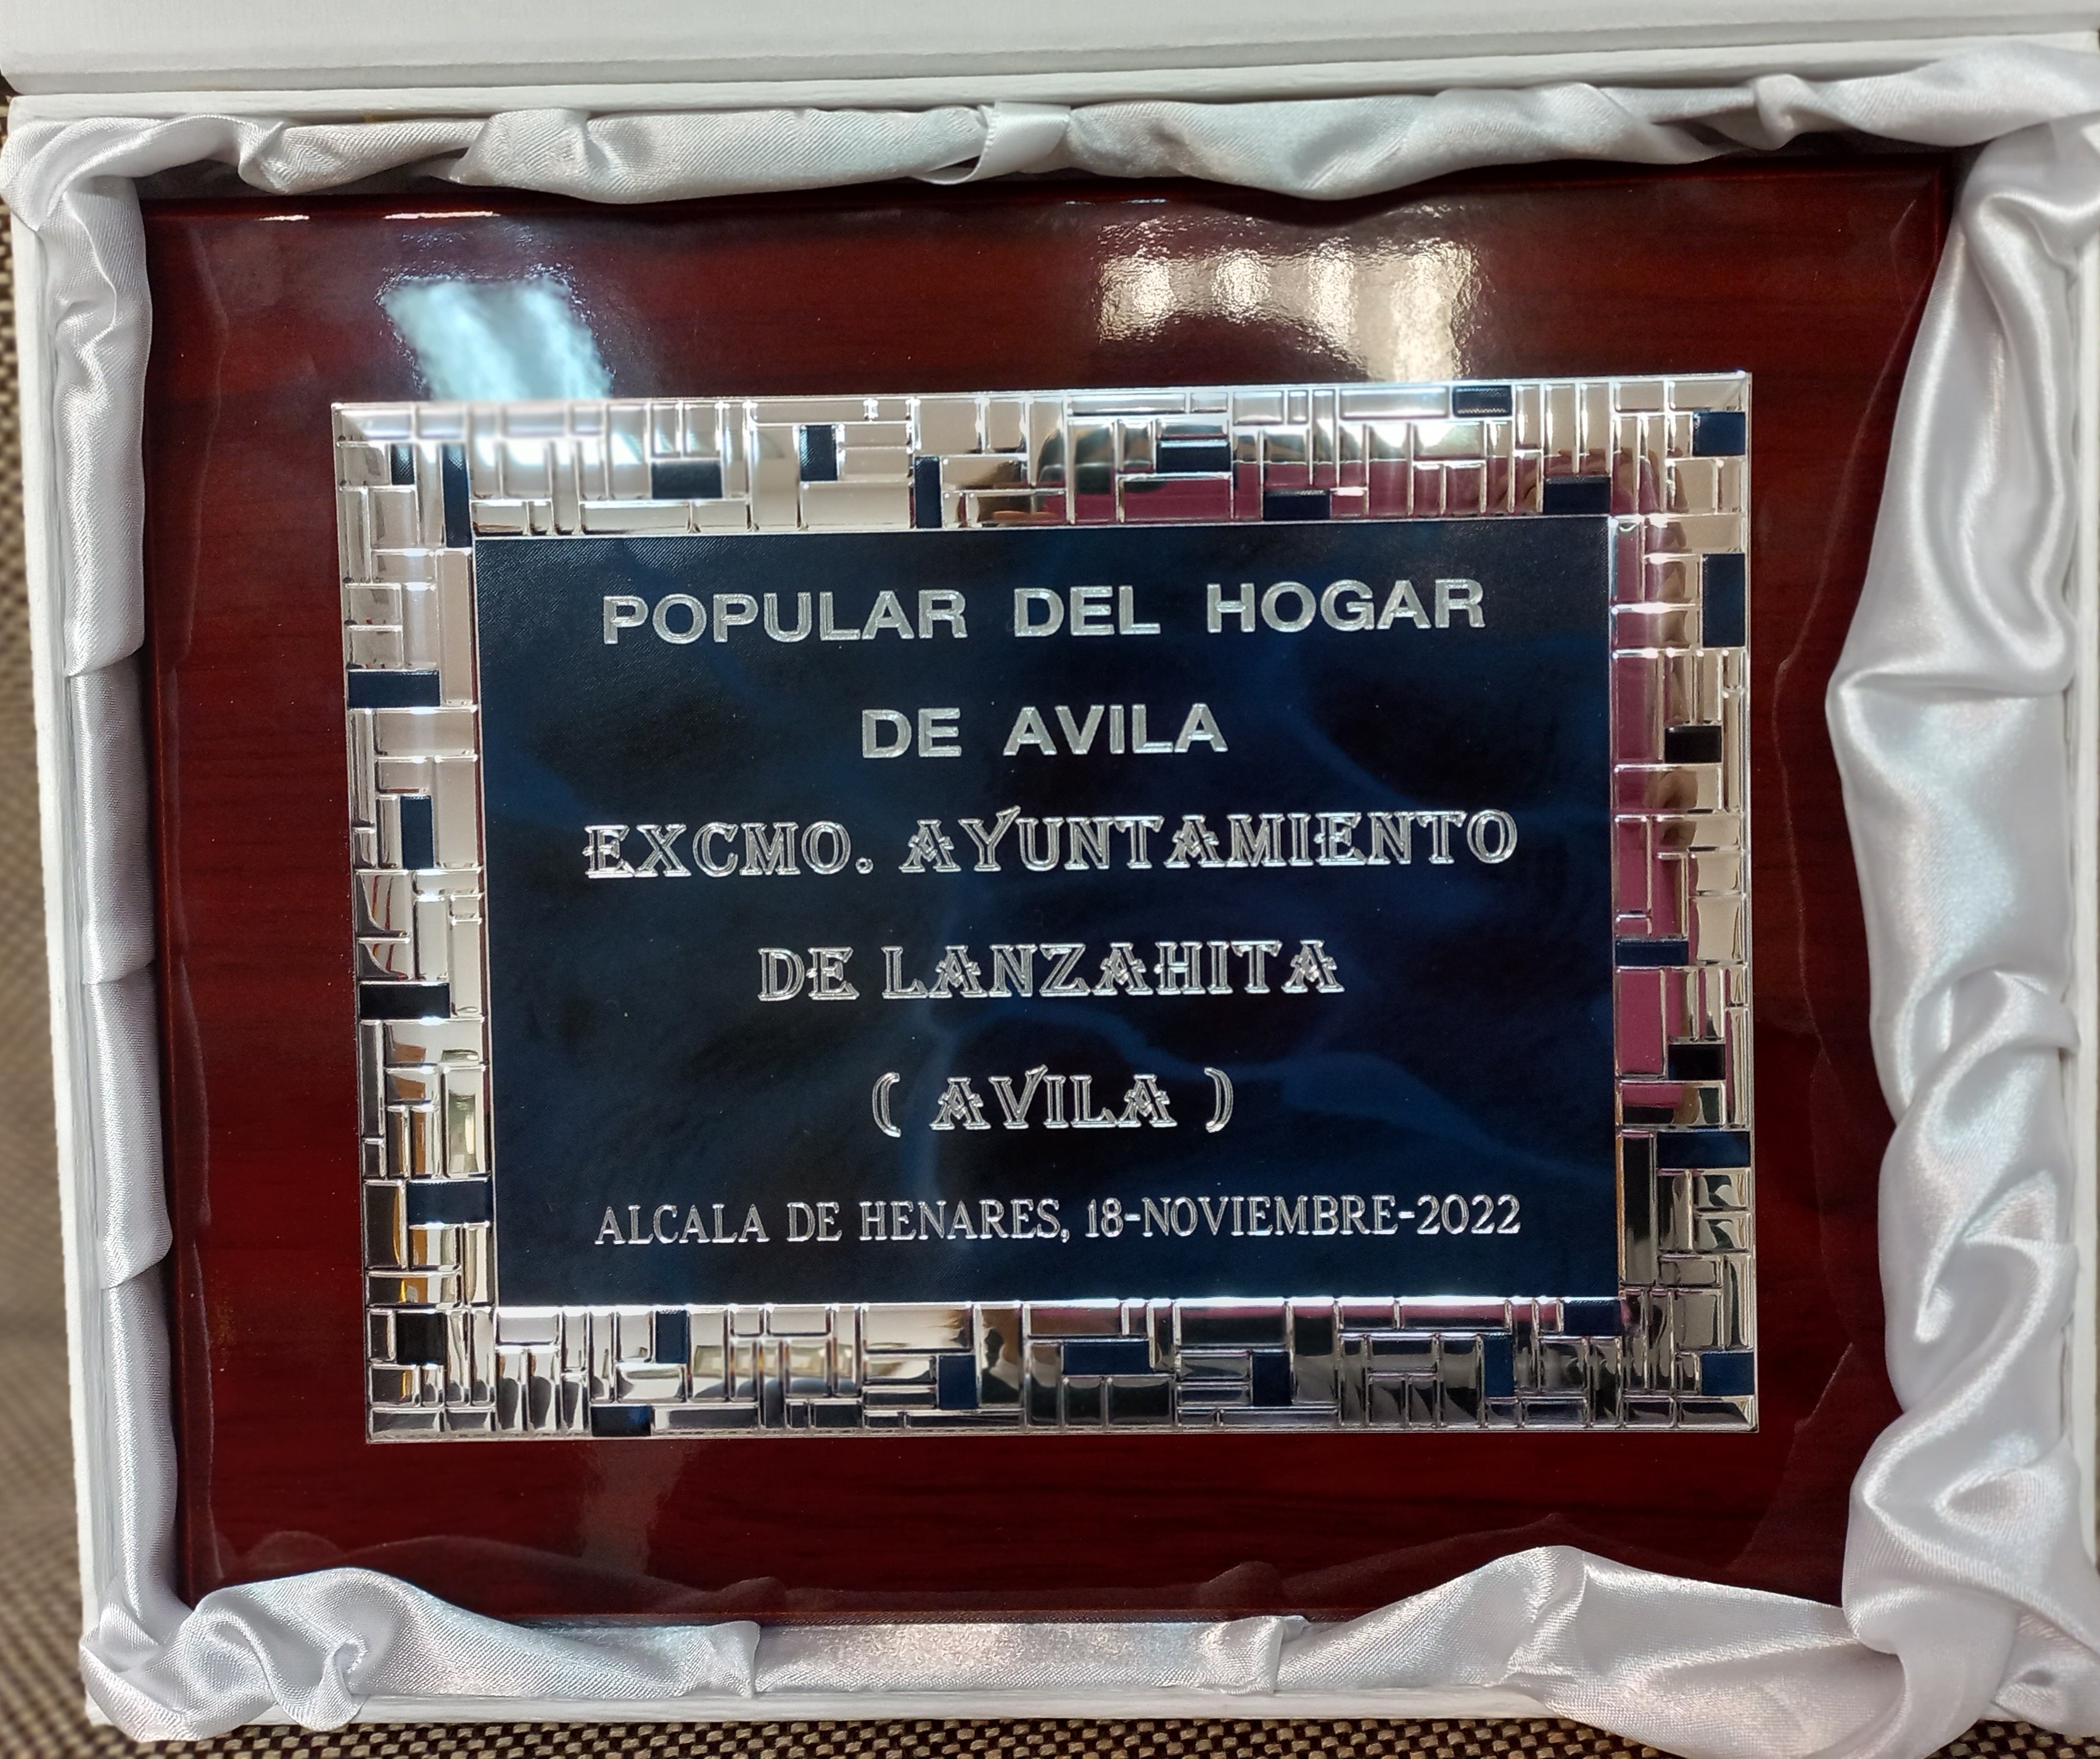 POPULAR DEL HOGAR
DE AVILA
EXCMO. AYUNTAMIENTO
DE LANZAHITA
( AVILA )
ALCALA DE HENARES, 18-NOVIEMBRE-2022